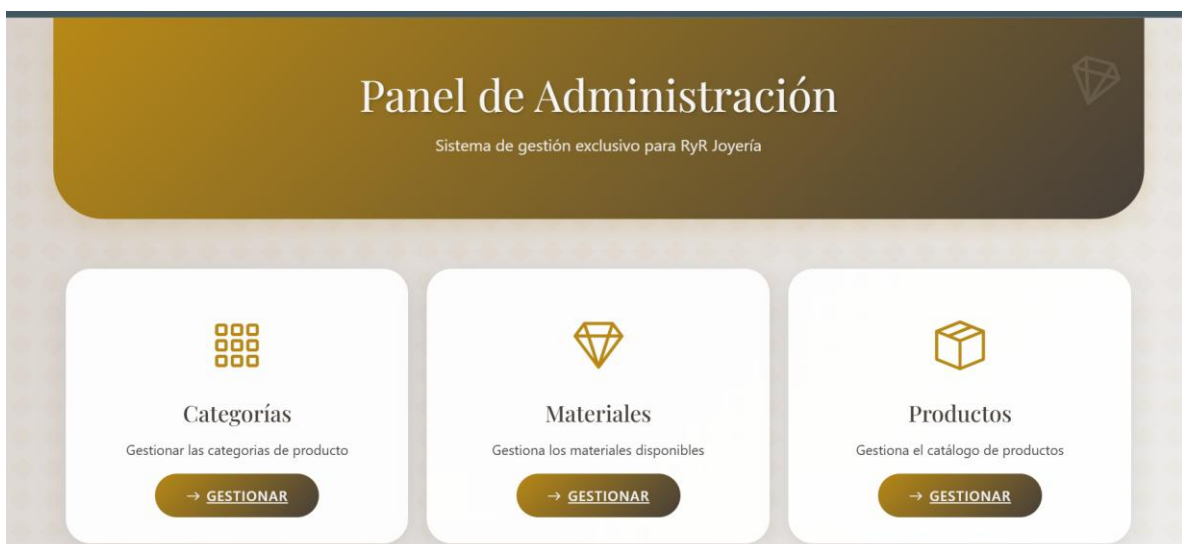 Panel de Administración
Sistema de gestión exclusivo para RyR Joyería
Categorías
Gestionar las categorias de producto
→ GESTIONAR
Materiales
Gestiona los materiales disponibles
→ GESTIONAR
Productos
Gestiona el catálogo de productos
→ GESTIONAR